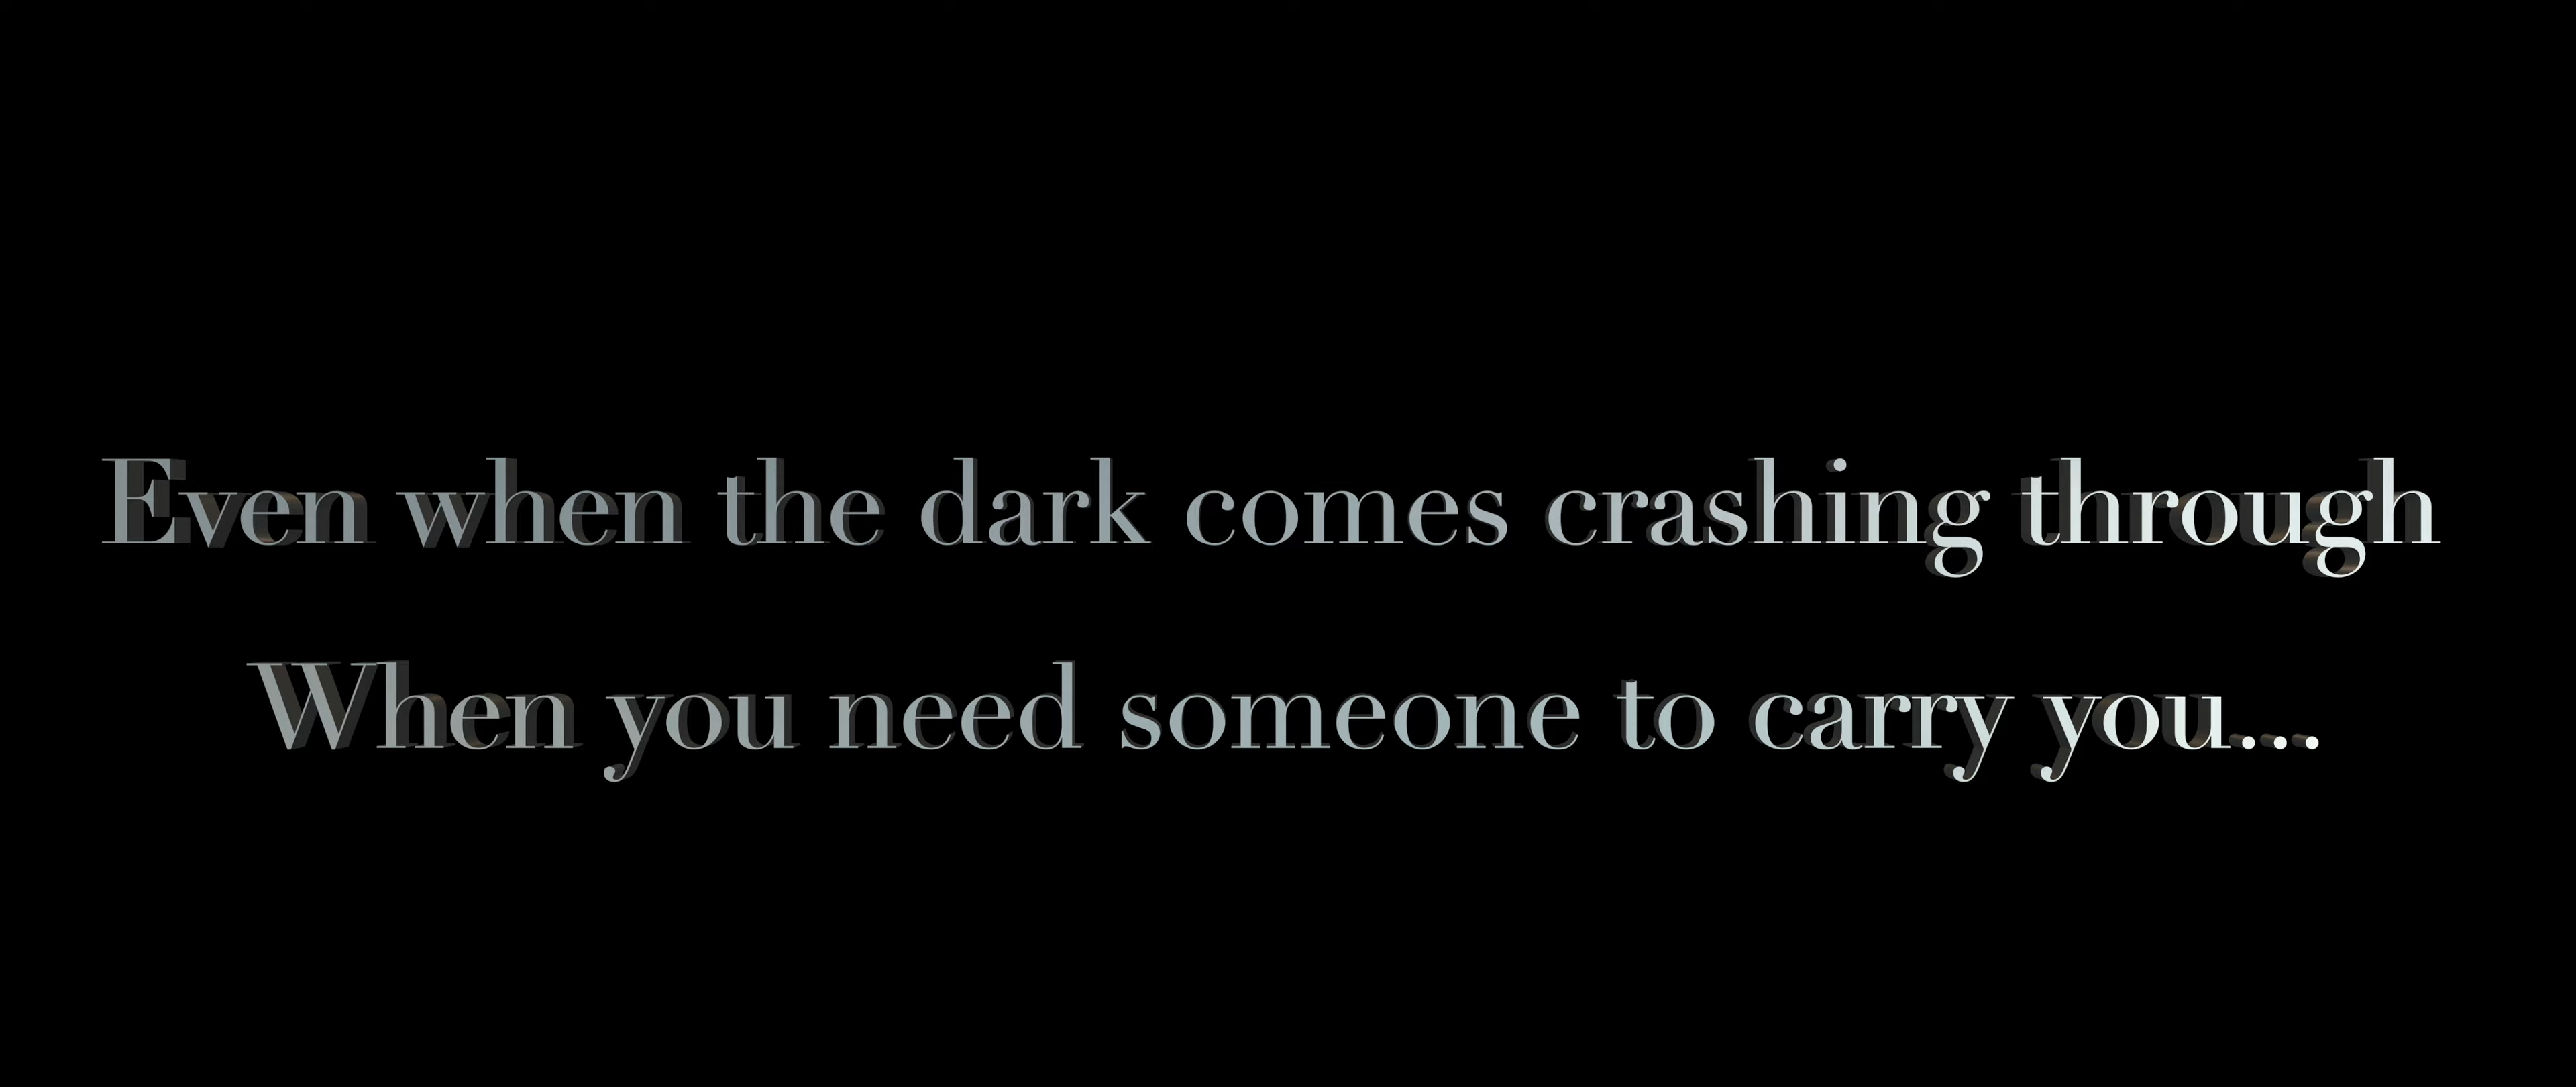 Even when the dark comes crashing through
When you need someone to carry you...